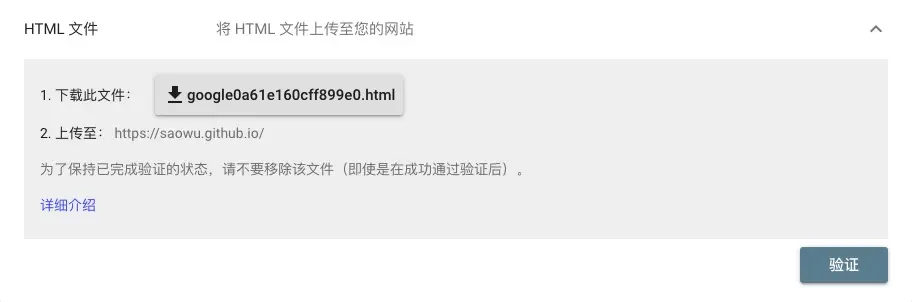 HTML 文件 将 HTML 文件上传至您的网站
1. 下载此文件： google0a61e160cff899e0.html
2. 上传至： https://saowu.github.io/
为了保持已完成验证的状态，请不要移除该文件（即使是在成功通过验证后）。
详细介绍
验证